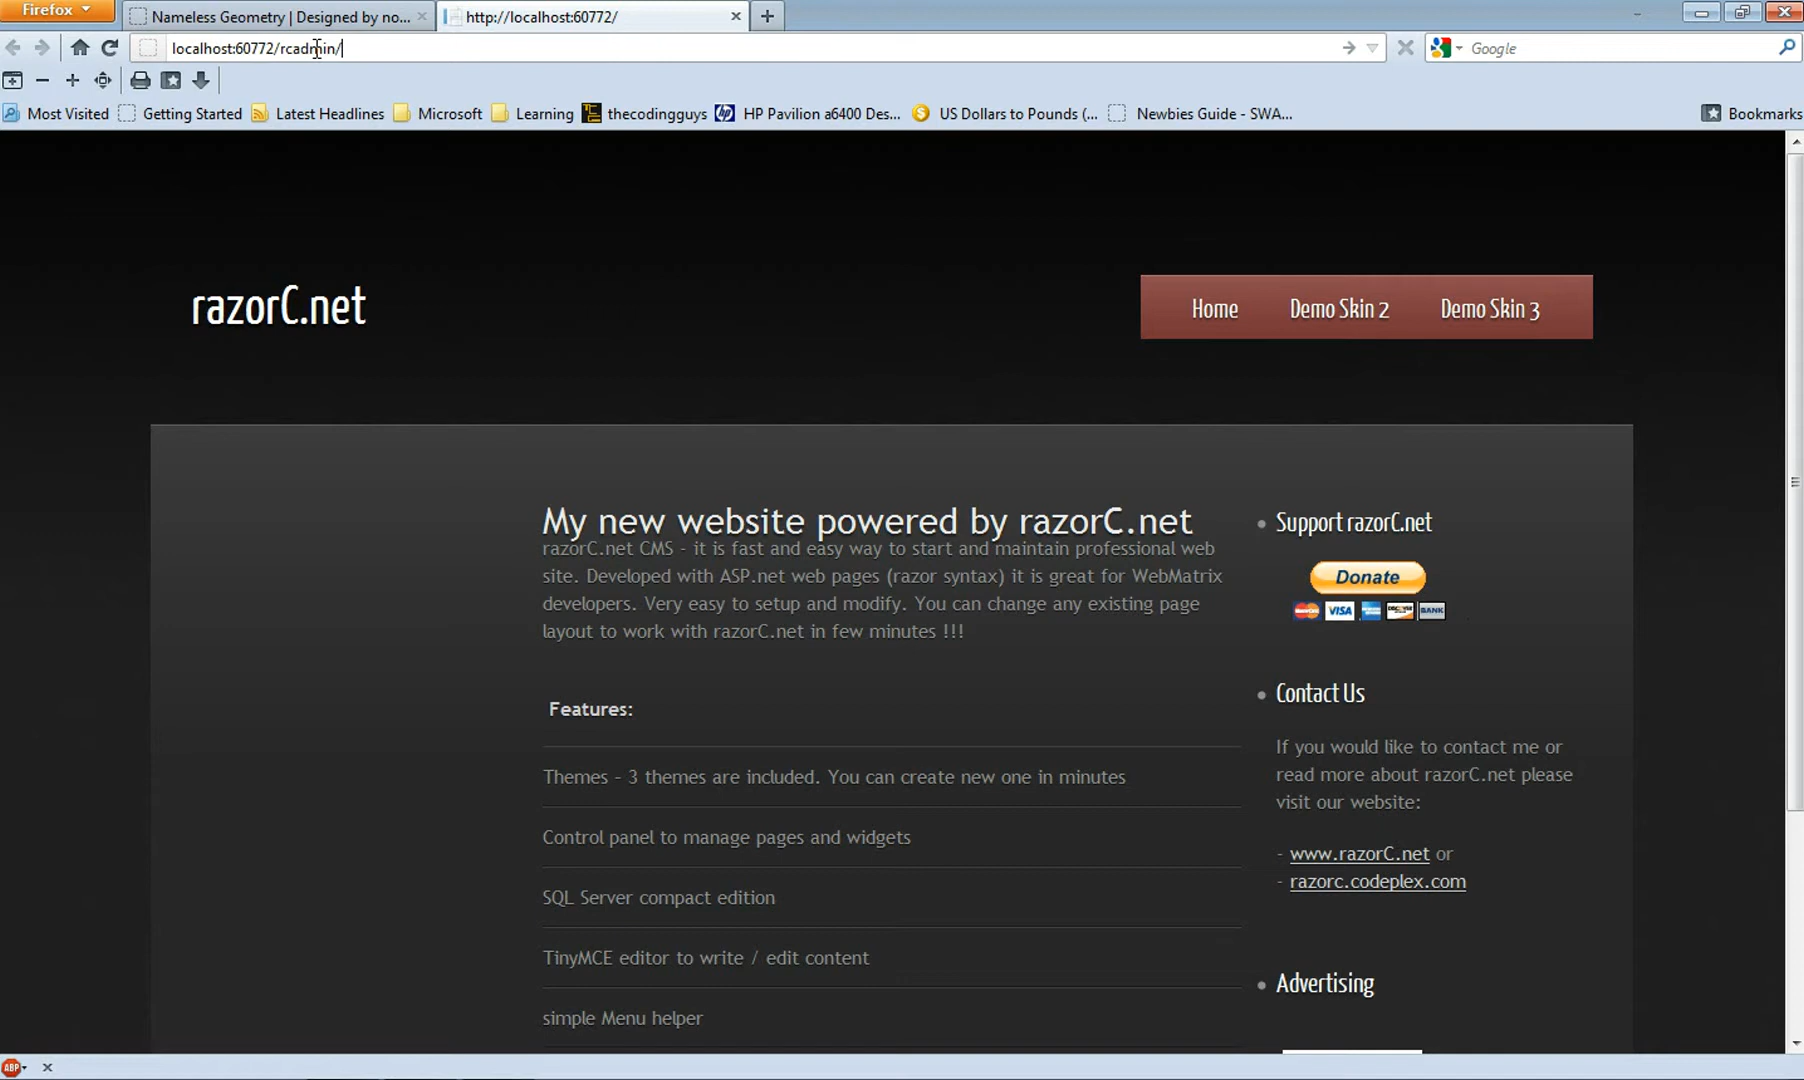 Firefox
Nameless Geometry | Designed by no...
http://localhost:60772/
localhost:60772/rcadmin/
Google
Most Visited
Getting Started
Latest Headlines
Microsoft
Learning
thecodingguys
HP Pavilion a6400 Des...
US Dollars to Pounds (...
Newbies Guide - SWA...
Bookmarks
razorC.net
Home
Demo Skin 2
Demo Skin 3
My new website powered by razorC.net
razorC.net CMS - it is fast and easy way to start and maintain professional web
site. Developed with ASP.net web pages (razor syntax) it is great for WebMatrix
developers. Very easy to setup and modify. You can change any existing page
layout to work with razorC.net in few minutes !!!
Features:
Themes - 3 themes are included. You can create new one in minutes
Control panel to manage pages and widgets
SQL Server compact edition
TinyMCE editor to write / edit content
simple Menu helper
Support razorC.net
Donate
VISA
BANK
Contact Us
If you would like to contact me or
read more about razorC.net please
visit our website:
- www.razorC.net or
- razorc.codeplex.com
Advertising
ABP